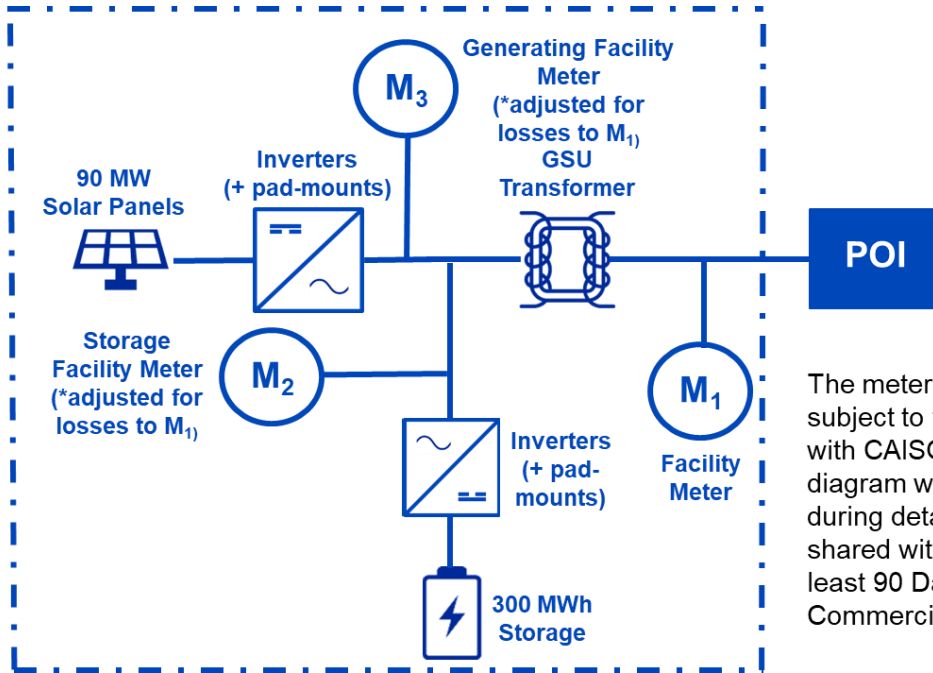 Generating Facility
Meter
(*adjusted for
losses to M1)
M3
GSU
Transformer
Inverters
(+ pad-mounts)
90 MW
Solar Panels
POI
Storage
Facility Meter
(*adjusted for
losses to M1)
M2
M1
Facility
Meter
Inverters
(+ pad-
mounts)
300 MWh
Storage
The meter
subject to
with CAISO
diagram w
during deta
shared wit
least 90 Da
Commerci